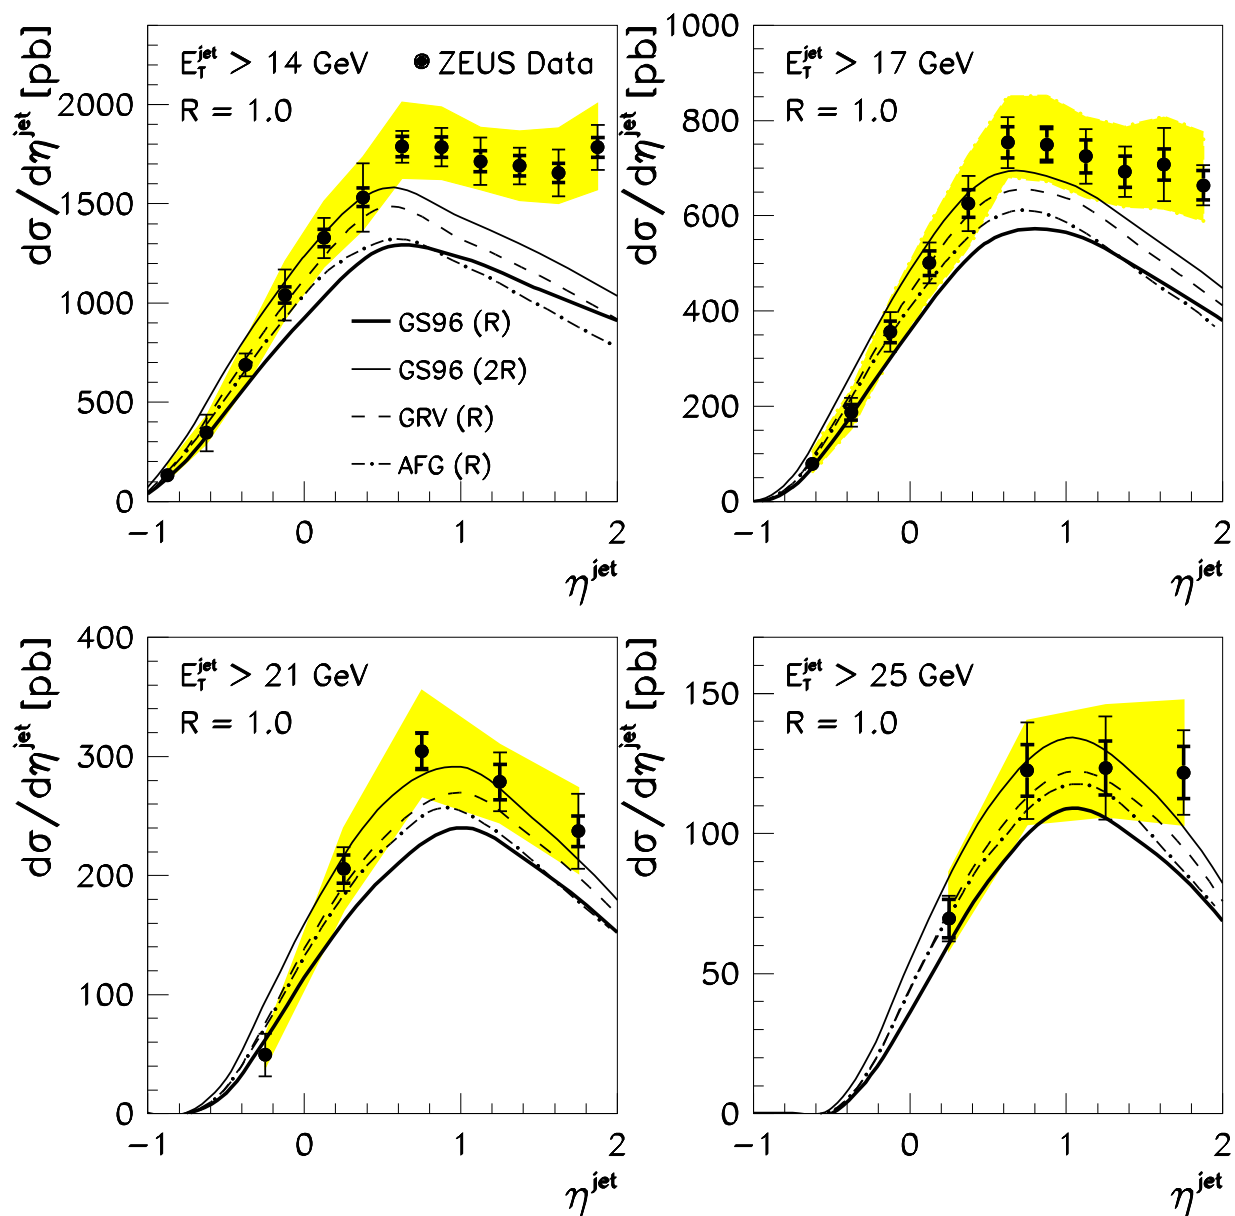 dσ/dη^jet [pb]
E_T^jet > 14 GeV ● ZEUS Data
R = 1.0
2000
1500
1000
500
0
GS96 (R)
GS96 (2R)
GRV (R)
AFG (R)
−1 0 1 2
η^jet
dσ/dη^jet [pb]
1000
E_T^jet > 17 GeV
R = 1.0
800
600
400
200
0
−1 0 1 2
η^jet
dσ/dη^jet [pb]
400
E_T^jet > 21 GeV
R = 1.0
300
200
100
0
−1 0 1 2
η^jet
dσ/dη^jet [pb]
E_T^jet > 25 GeV
R = 1.0
150
100
50
0
−1 0 1 2
η^jet